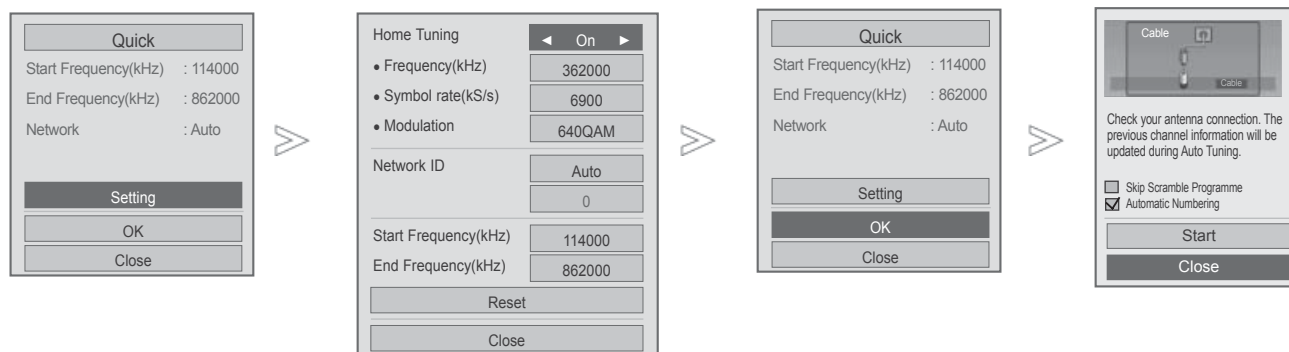 Quick
Start Frequency(kHz) : 114000
End Frequency(kHz) : 862000
Network : Auto
Setting
OK
Close
Home Tuning ◄ On ►
• Frequency(kHz) 362000
• Symbol rate(kS/s) 6900
• Modulation 640QAM
Network ID Auto
0
Start Frequency(kHz) 114000
End Frequency(kHz) 862000
Reset
Close
Quick
Start Frequency(kHz) : 114000
End Frequency(kHz) : 862000
Network : Auto
Setting
OK
Close
Cable
Cable
Check your antenna connection. The
previous channel information will be
updated during Auto Tuning.
Skip Scramble Programme
Automatic Numbering
Start
Close